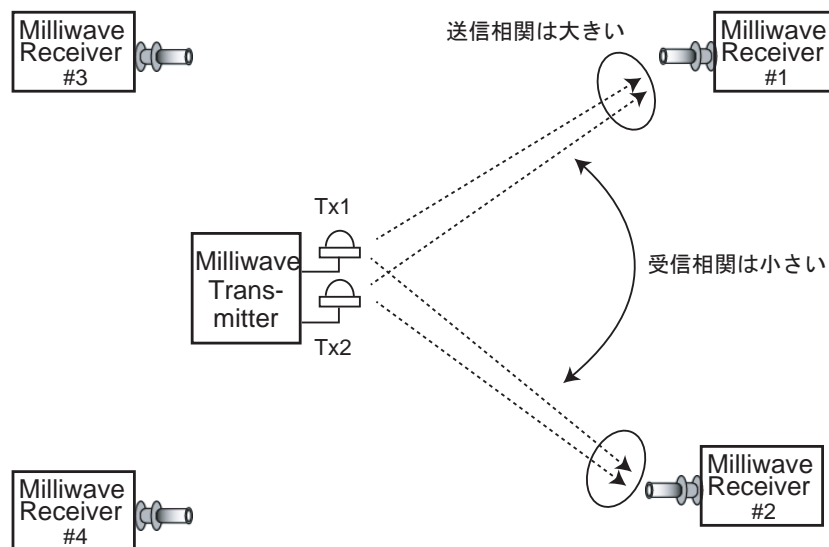 Milliwave
Receiver
#3
送信相関は大きい
Milliwave
Receiver
#1
Tx1
Milliwave
Trans-
mitter
受信相関は小さい
Tx2
Milliwave
Receiver
#4
Milliwave
Receiver
#2